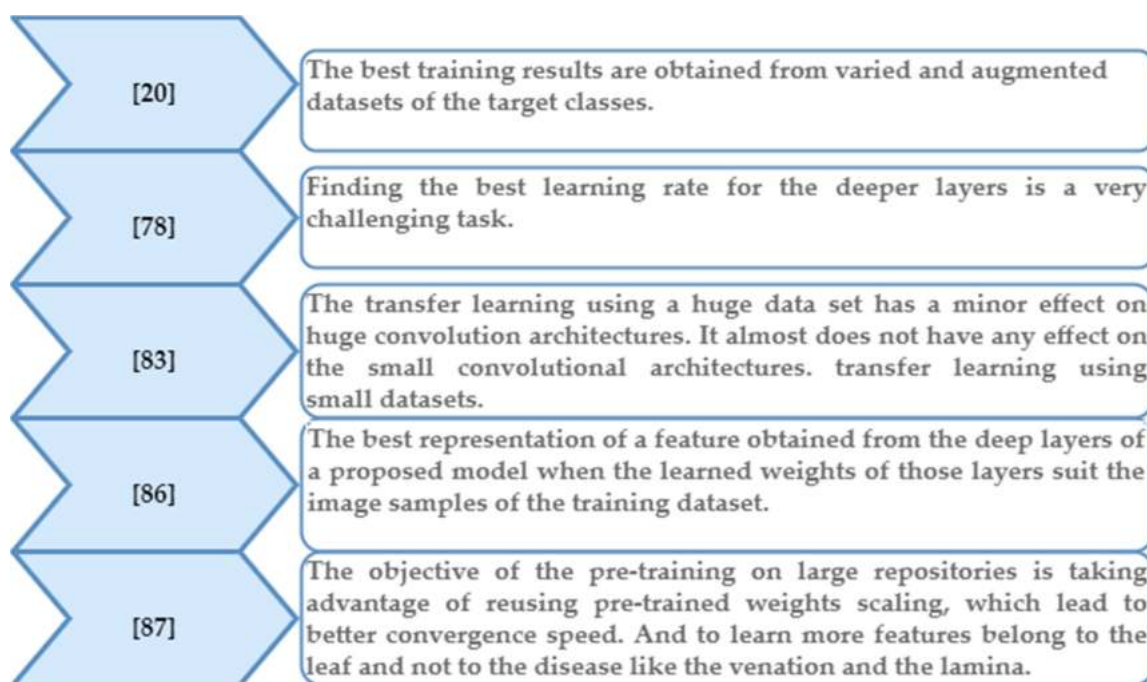 [20]
The best training results are obtained from varied and augmented
datasets of the target classes.
[78]
Finding the best learning rate for the deeper layers is a very
challenging task.
[83]
The transfer learning using a huge data set has a minor effect on
huge convolution architectures. It almost does not have any effect on
the small convolutional architectures. transfer learning using
small datasets.
[86]
The best representation of a feature obtained from the deep layers of
a proposed model when the learned weights of those layers suit the
image samples of the training dataset.
[87]
The objective of the pre-training on large repositories is taking
advantage of reusing pre-trained weights scaling, which lead to
better convergence speed. And to learn more features belong to the
leaf and not to the disease like the venation and the lamina.